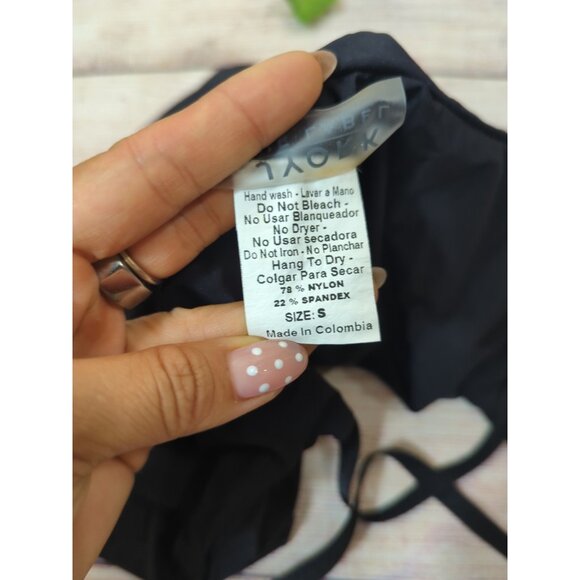 Hand wash - Lavar a Mano
Do Not Bleach -
No Usar Blanqueador
No Dryer -
No Usar secadora
Do Not Iron - No Planchar
Hang To Dry -
Colgar Para Secar
78 % NYLON
22 % SPANDEX
SIZE: S
Made In Colombia